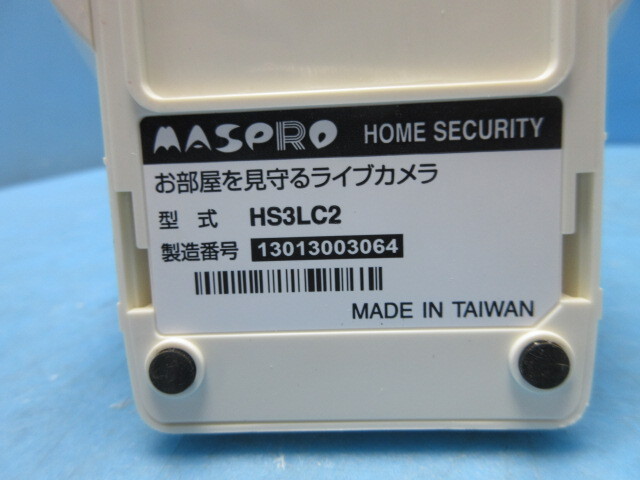 MASPRO HOME SECURITY
お部屋を見守るライブカメラ
型 式 HS3LC2
製造番号 13013003064
MADE IN TAIWAN